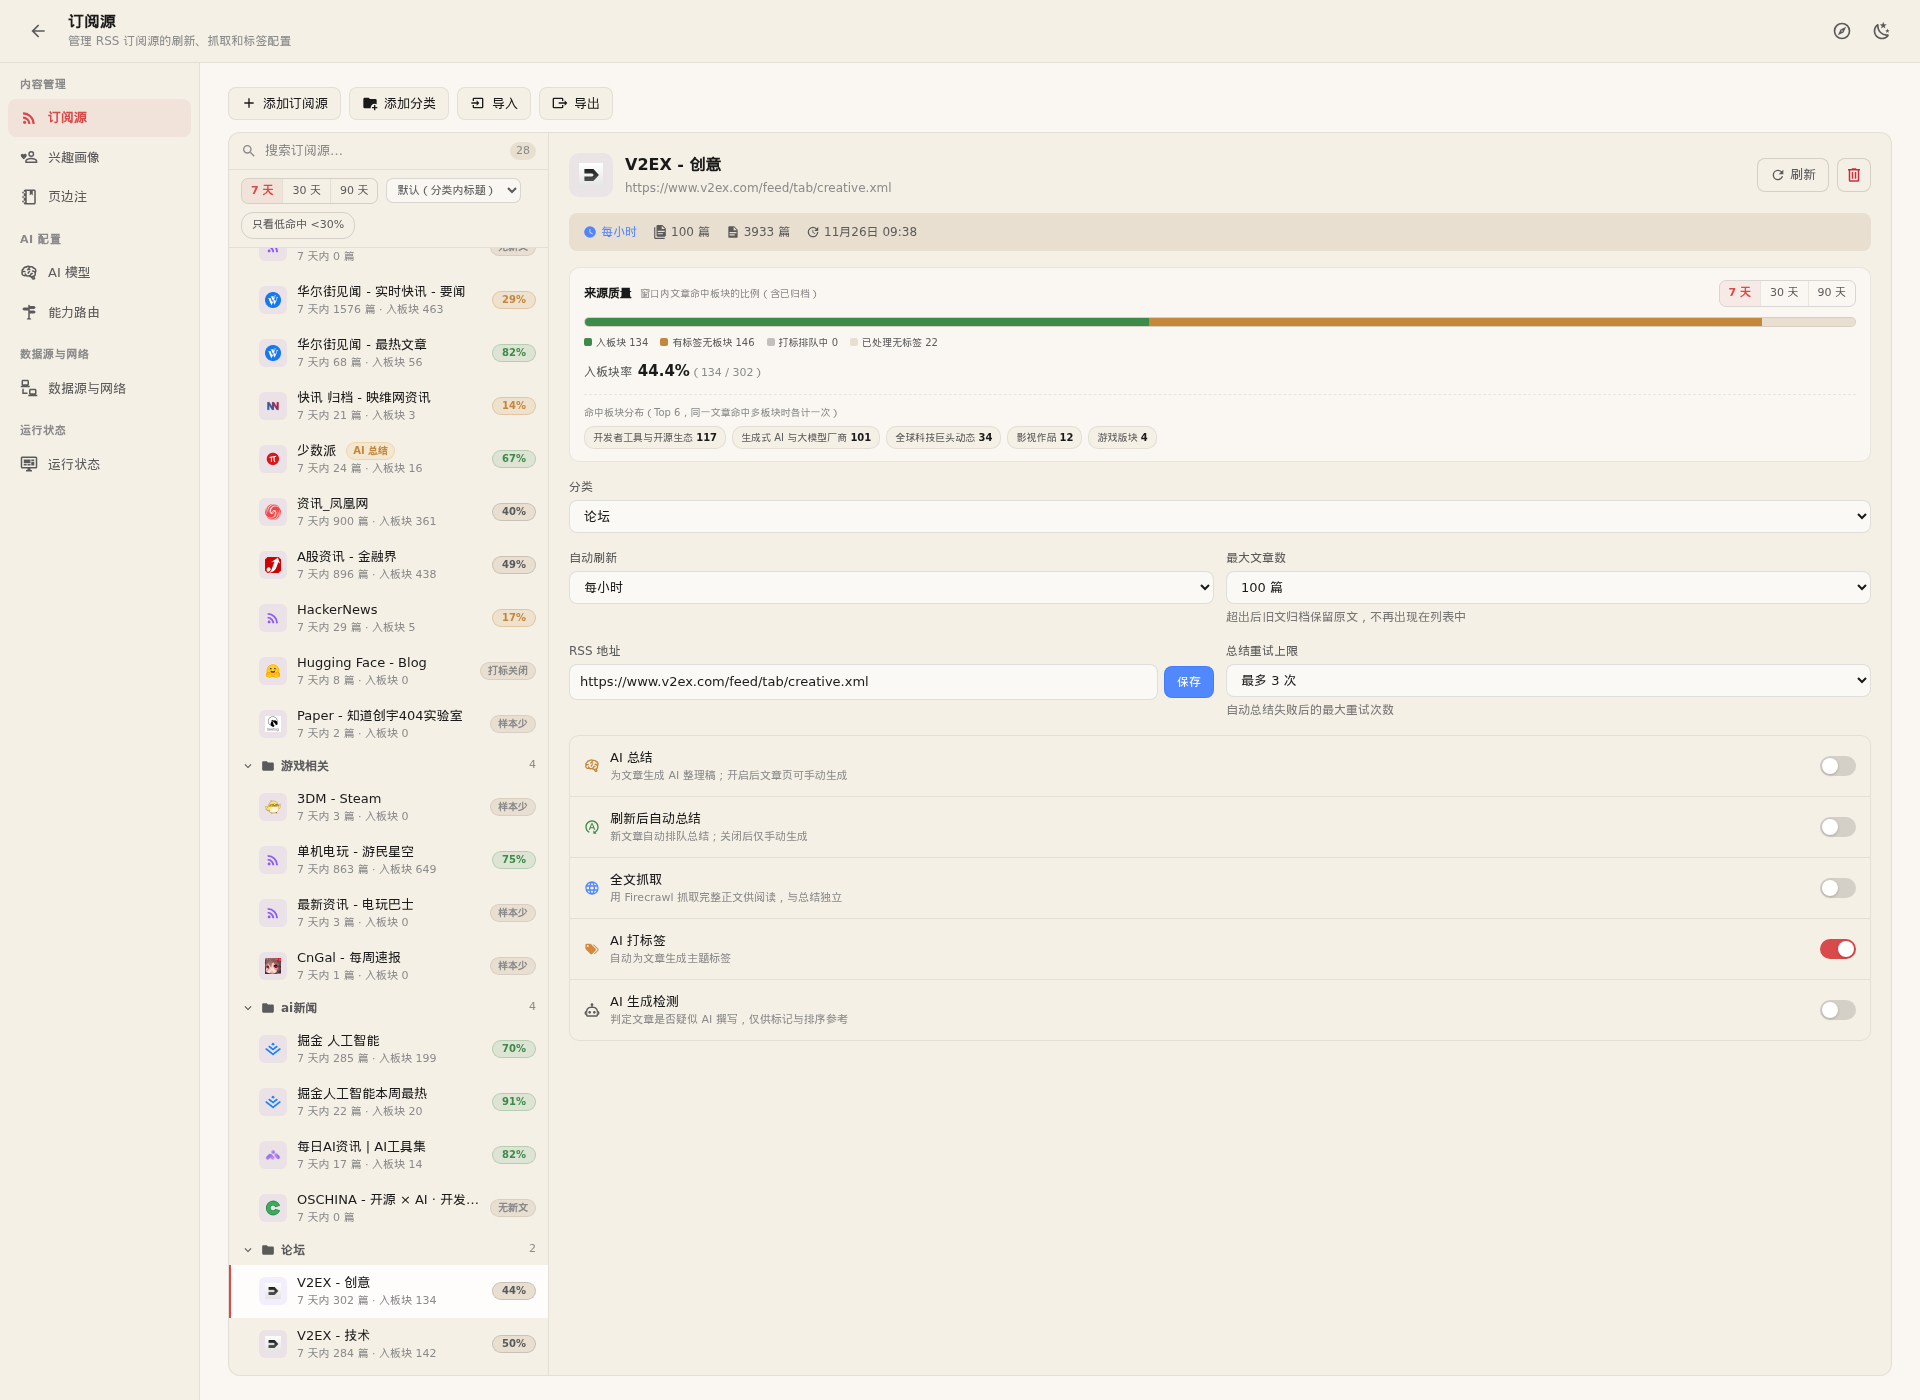 订阅源
管理 RSS 订阅源的刷新、抓取和标签配置
内容管理
订阅源
兴趣画像
页边注
AI 配置
AI 模型
能力路由
数据源与网络
数据源与网络
运行状态
运行状态
添加订阅源
添加分类
导入
导出
搜索订阅源… 28
7 天 30 天 90 天 默认（分类内标题）
只看低命中 <30%
7 天内 0 篇
华尔街见闻 - 实时快讯 - 要闻
7 天内 1576 篇 · 入板块 463
29%
华尔街见闻 - 最热文章
7 天内 68 篇 · 入板块 56
82%
快讯 归档 - 映维网资讯
7 天内 21 篇 · 入板块 3
14%
少数派 AI 总结
7 天内 24 篇 · 入板块 16
67%
资讯_凤凰网
7 天内 900 篇 · 入板块 361
40%
A股资讯 - 金融界
7 天内 896 篇 · 入板块 438
49%
HackerNews
7 天内 29 篇 · 入板块 5
17%
Hugging Face - Blog
7 天内 8 篇 · 入板块 0
打标关闭
Paper - 知道创宇404实验室
7 天内 2 篇 · 入板块 0
样本少
游戏相关 4
3DM - Steam
7 天内 3 篇 · 入板块 0
样本少
单机电玩 - 游民星空
7 天内 863 篇 · 入板块 649
75%
最新资讯 - 电玩巴士
7 天内 3 篇 · 入板块 0
样本少
CnGal - 每周速报
7 天内 1 篇 · 入板块 0
样本少
ai新闻 4
掘金 人工智能
7 天内 285 篇 · 入板块 199
70%
掘金人工智能本周最热
7 天内 22 篇 · 入板块 20
91%
每日AI资讯 | AI工具集
7 天内 17 篇 · 入板块 14
82%
OSCHINA - 开源 × AI · 开发…
7 天内 0 篇
无新文
论坛 2
V2EX - 创意
7 天内 302 篇 · 入板块 134
44%
V2EX - 技术
7 天内 284 篇 · 入板块 142
50%
V2EX - 创意
https://www.v2ex.com/feed/tab/creative.xml
刷新
每小时 100 篇 3933 篇 11月26日 09:38
来源质量 窗口内文章命中板块的比例（含已归档）
7 天 30 天 90 天
入板块 134 有标签无板块 146 打标排队中 0 已处理无标签 22
入板块率 44.4%（134 / 302）
命中板块分布（Top 6，同一文章命中多板块时各计一次）
开发者工具与开源生态 117 生成式 AI 与大模型厂商 101 全球科技巨头动态 34 影视作品 12 游戏版块 4
分类
论坛
自动刷新
每小时
最大文章数
100 篇
超出后旧文归档保留原文，不再出现在列表中
RSS 地址
https://www.v2ex.com/feed/tab/creative.xml 保存
总结重试上限
最多 3 次
自动总结失败后的最大重试次数
AI 总结
为文章生成 AI 整理稿；开启后文章页可手动生成
刷新后自动总结
新文章自动排队总结；关闭后仅手动生成
全文抓取
用 Firecrawl 抓取完整正文供阅读，与总结独立
AI 打标签
自动为文章生成主题标签
AI 生成检测
判定文章是否疑似 AI 撰写，仅供标记与排序参考